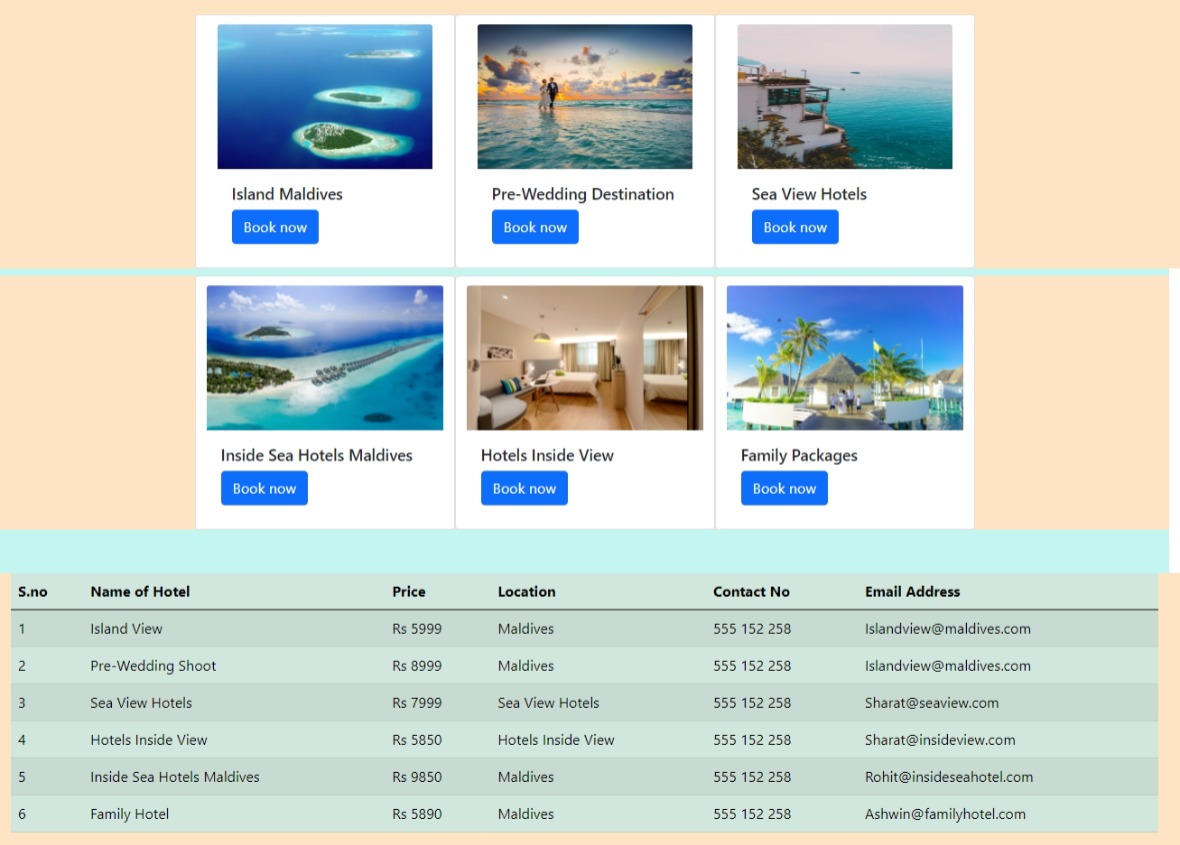 Island Maldives Pre-Wedding Destination Sea View Hotels
Book now Book now Book now
Inside Sea Hotels Maldives Hotels Inside View Family Packages
Book now Book now Book now
S.no Name of Hotel Price Location Contact No Email Address
1 Island View Rs 5999 Maldives 555 152 258 Islandview@maldives.com
2 Pre-Wedding Shoot Rs 8999 Maldives 555 152 258 Islandview@maldives.com
3 Sea View Hotels Rs 7999 Sea View Hotels 555 152 258 Sharat@seaview.com
4 Hotels Inside View Rs 5850 Hotels Inside View 555 152 258 Sharat@insideview.com
5 Inside Sea Hotels Maldives Rs 9850 Maldives 555 152 258 Rohit@insideseahotel.com
6 Family Hotel Rs 5890 Maldives 555 152 258 Ashwin@familyhotel.com